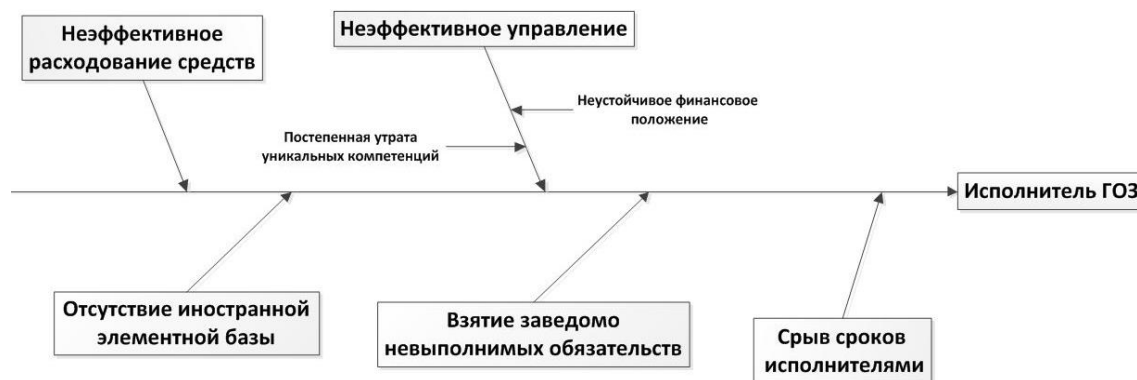 Неэффективное
расходование средств
Неэффективное управление
Неустойчивое финансовое
положение
Постепенная утрата
уникальных компетенций
Исполнитель ГОЗ
Отсутствие иностранной
элементной базы
Взятие заведомо
невыполнимых обязательств
Срыв сроков
исполнителями